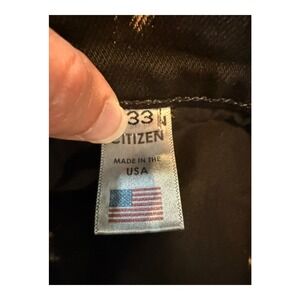 33
CITIZEN
MADE IN THE
USA